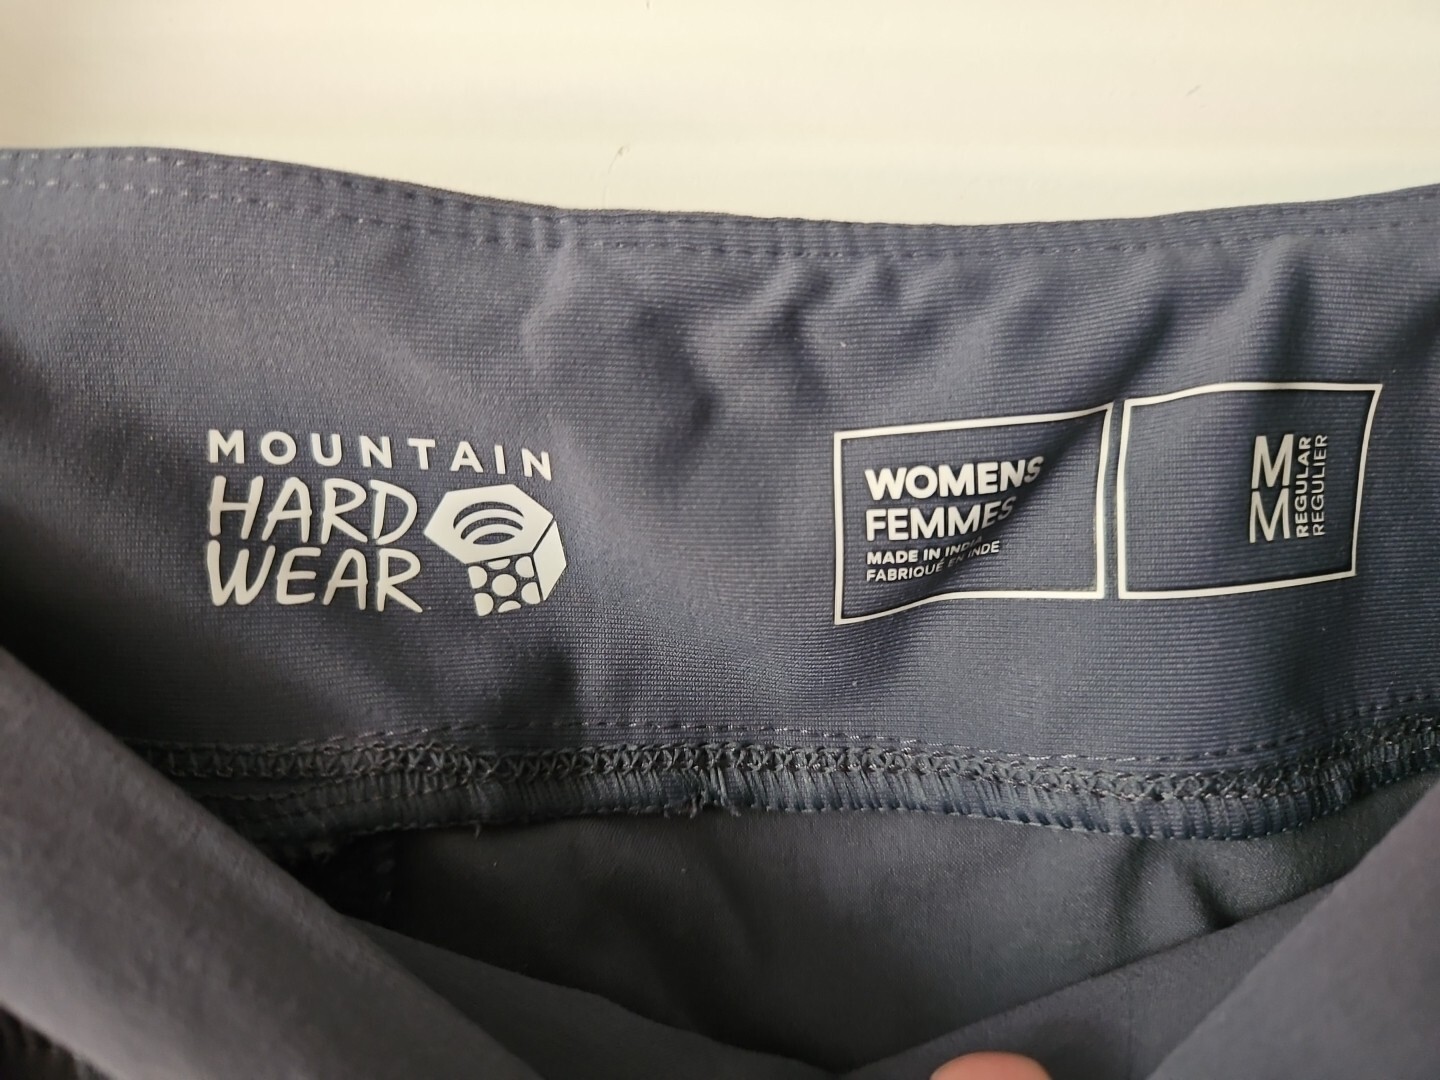 MOUNTAIN
HARD
WEAR
WOMENS
FEMMES
MADE IN INDIA
FABRIQUÉ EN INDE
M
M
REGULAR
REGULIER